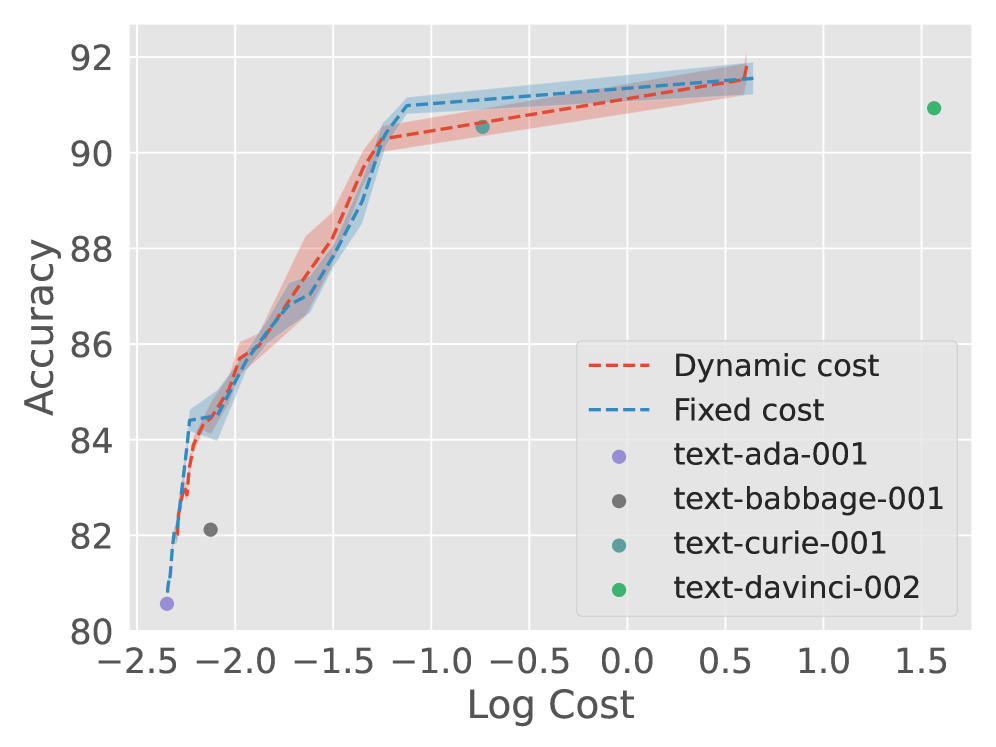 92
90
88
86
84
82
80
Accuracy
Dynamic cost
Fixed cost
text-ada-001
text-babbage-001
text-curie-001
text-davinci-002
−2.5 −2.0 −1.5 −1.0 −0.5 0.0 0.5 1.0 1.5
Log Cost